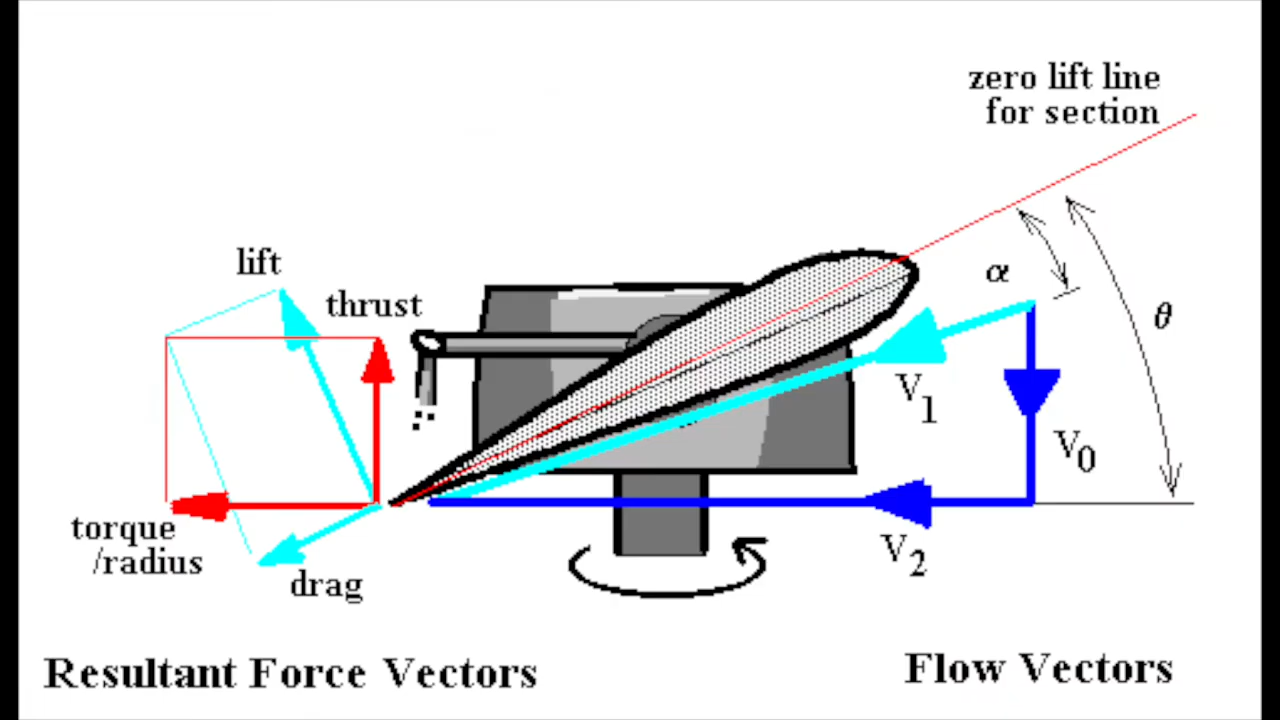 zero lift line
for section
lift
thrust
α
θ
V1
V0
V2
torque
/radius
drag
Resultant Force Vectors
Flow Vectors